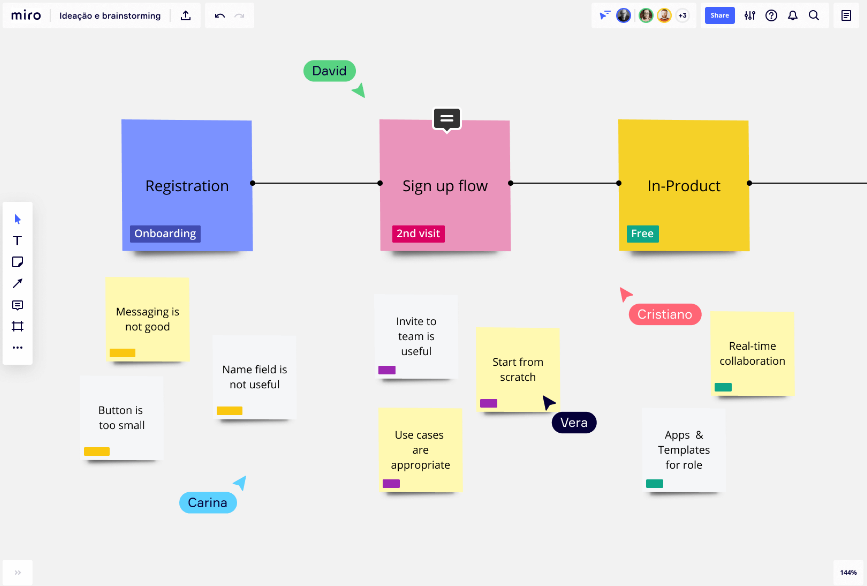 miro
Ideação e brainstorming
+3
Share
David
Registration
Onboarding
Sign up flow
2nd visit
In-Product
Free
Messaging is
not good
Name field is
not useful
Button is
too small
Carina
Invite to
team is
useful
Start from
scratch
Vera
Use cases
are
appropriate
Cristiano
Real-time
collaboration
Apps &
Templates
for role
144%